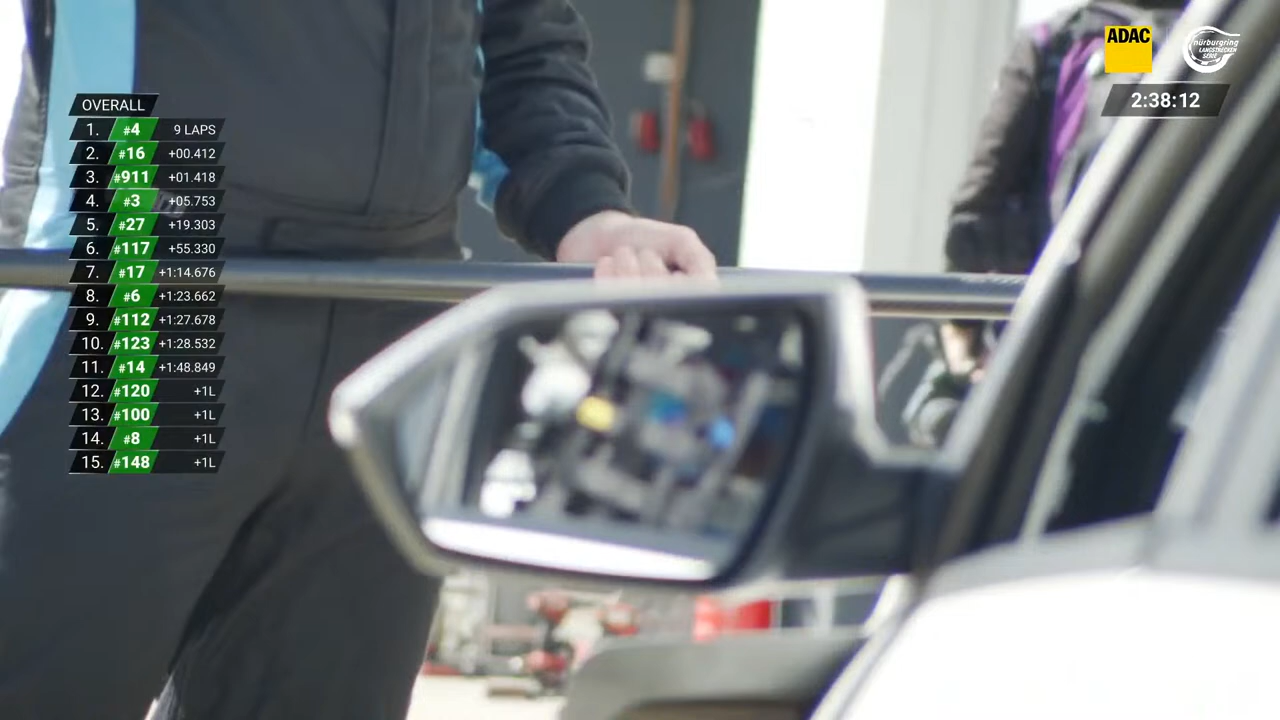 OVERALL
1. #4 9 LAPS
2. #16 +00.412
3. #911 +01.418
4. #3 +05.753
5. #27 +19.303
6. #117 +55.330
7. #17 +1:14.676
8. #6 +1:23.662
9. #112 +1:27.678
10. #123 +1:28.532
11. #14 +1:48.849
12. #120 +1L
13. #100 +1L
14. #8 +1L
15. #148 +1L
ADAC
nürburgring
LANGSTRECKEN
SERIE
2:38:12